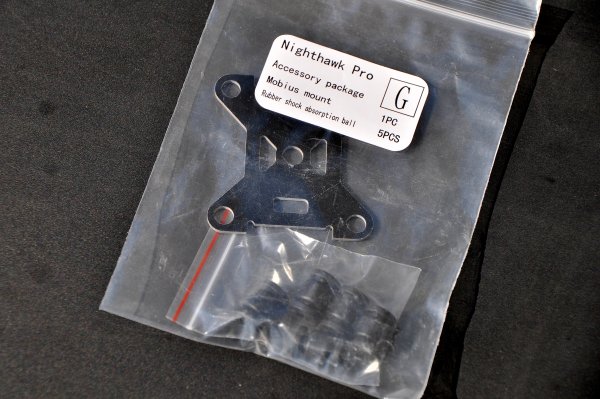 Nighthawk Pro
Accessory package
G
Mobius mount 1PC
Rubber shock absorption ball 5PCS